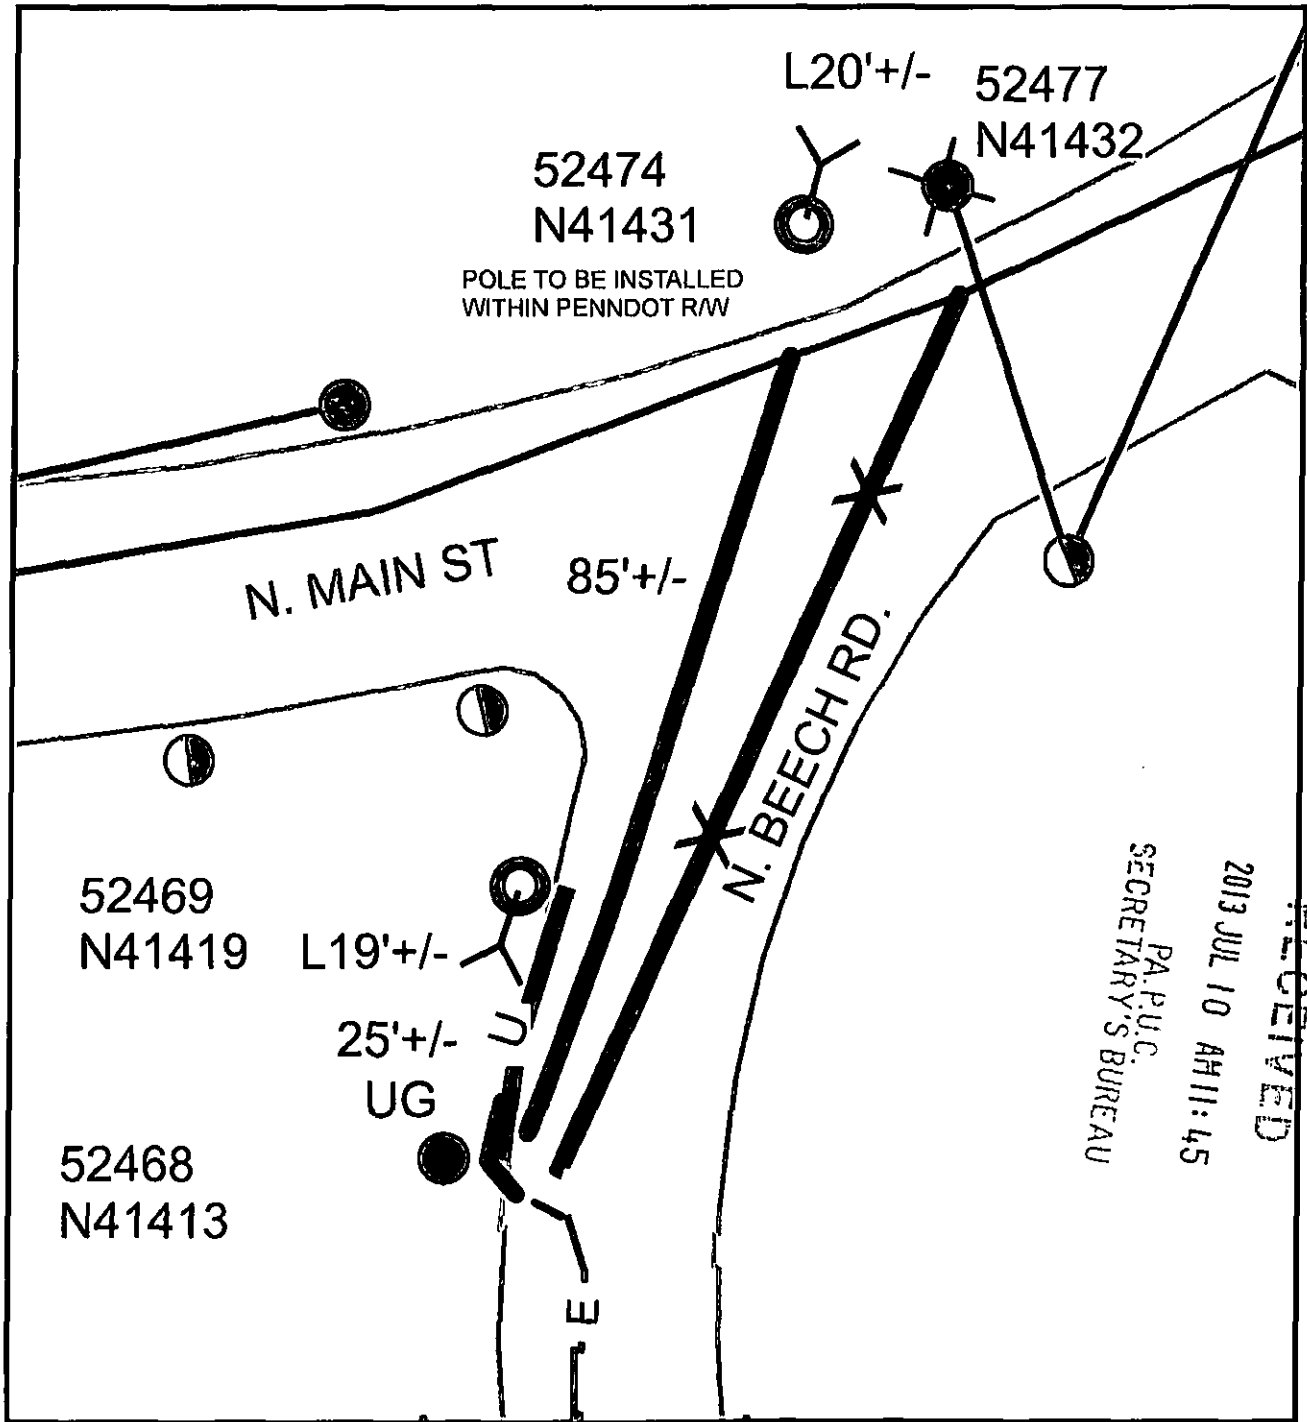 L20'+/-
52477
N41432
52474
N41431
POLE TO BE INSTALLED
WITHIN PENNDOT R/W
N. MAIN ST
85'+/-
N. BEECH RD.
52469
N41419
L19'+/-
U
25'+/-
UG
52468
N41413
E
RECEIVED
2013 JUL 10 AM 11:45
PA.P.U.C.
SECRETARY'S BUREAU